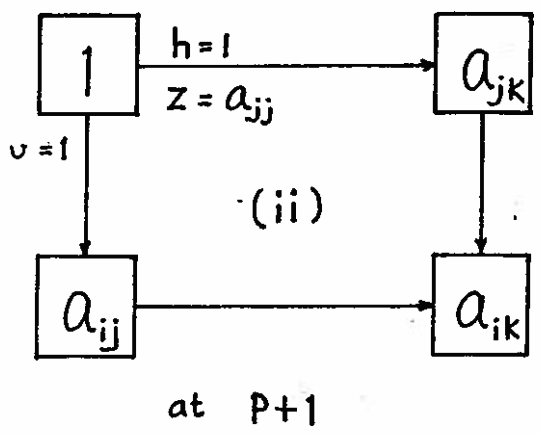 1 h=1 a_jk
z=a_jj
υ=1
(ii)
a_ij a_ik
at P+1